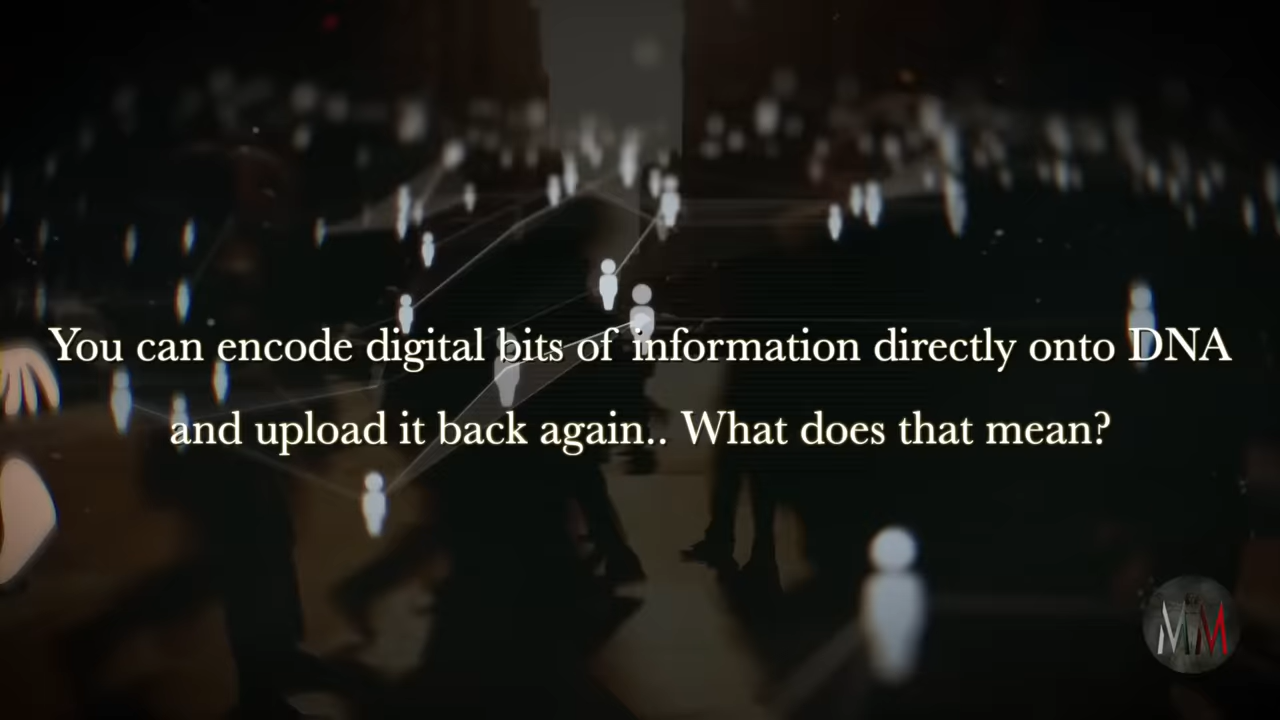 You can encode digital bits of information directly onto DNA
and upload it back again.. What does that mean?
MM